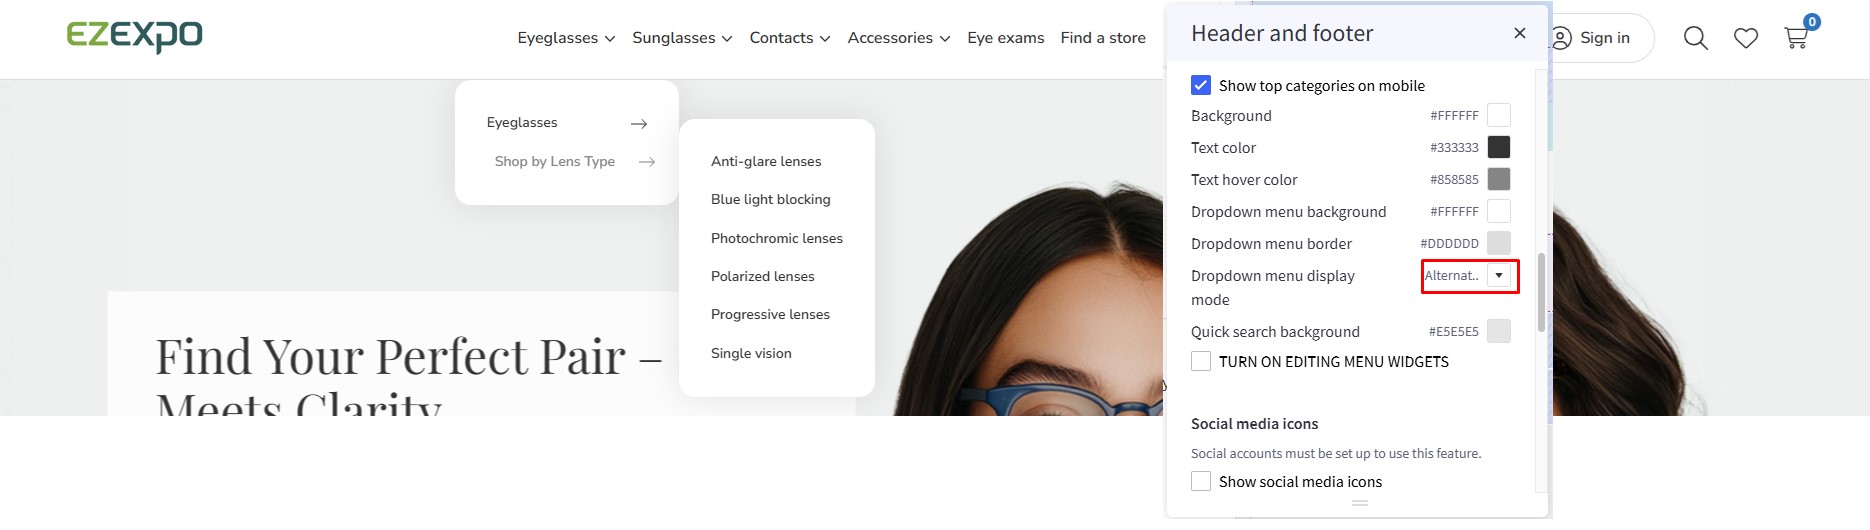 EZEXPO
Eyeglasses
Sunglasses
Contacts
Accessories
Eye exams
Find a store
Sign in
0
Eyeglasses
Shop by Lens Type
Anti-glare lenses
Blue light blocking
Photochromic lenses
Polarized lenses
Progressive lenses
Single vision
Find Your Perfect Pair –
Meets Clarity
Header and footer
Show top categories on mobile
Background #FFFFFF
Text color #333333
Text hover color #858585
Dropdown menu background #FFFFFF
Dropdown menu border #DDDDDD
Dropdown menu display Alternat..
mode
Quick search background #E5E5E5
TURN ON EDITING MENU WIDGETS
Social media icons
Social accounts must be set up to use this feature.
Show social media icons